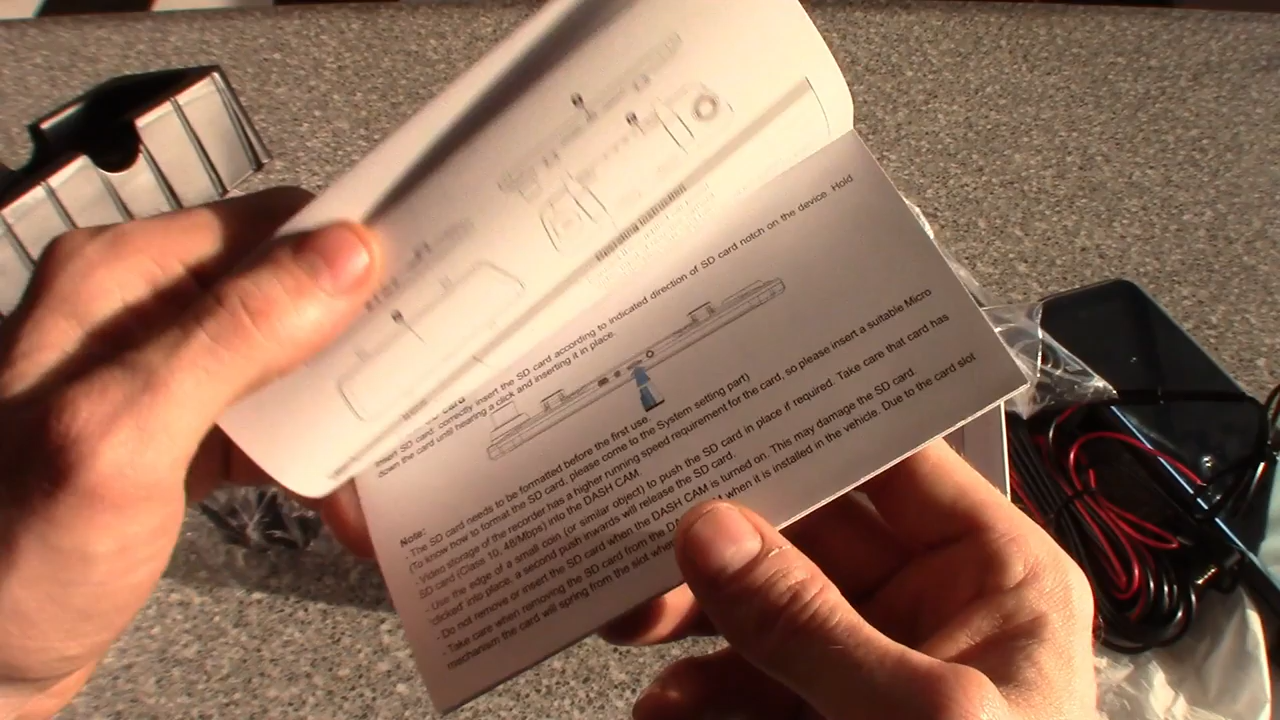 card
Insert SD card, correctly insert the SD card according to indicated direction of SD card notch on the device. Hold
down the card until hearing a click and inserting it in place.
Note:
- The SD card needs to be formatted before the first use.
(To know how to format the SD card, please come to the System setting part)
- Video storage of the recorder has a higher running speed requirement for the card, so please insert a suitable Micro
SD card (Class 10, 48/Mbps) into the DASH CAM.
- Use the edge of a small coin (or similar object) to push the SD card in place if required. Take care that card has
'clicked' into place, a second push inwards will release the SD card.
- Do not remove or insert the SD card when the DASH CAM is turned on. This may damage the SD card.
- Take care when removing the SD card from the DA M when it is installed in the vehicle. Due to the card slot
mechanism the card will spring from the slot whe